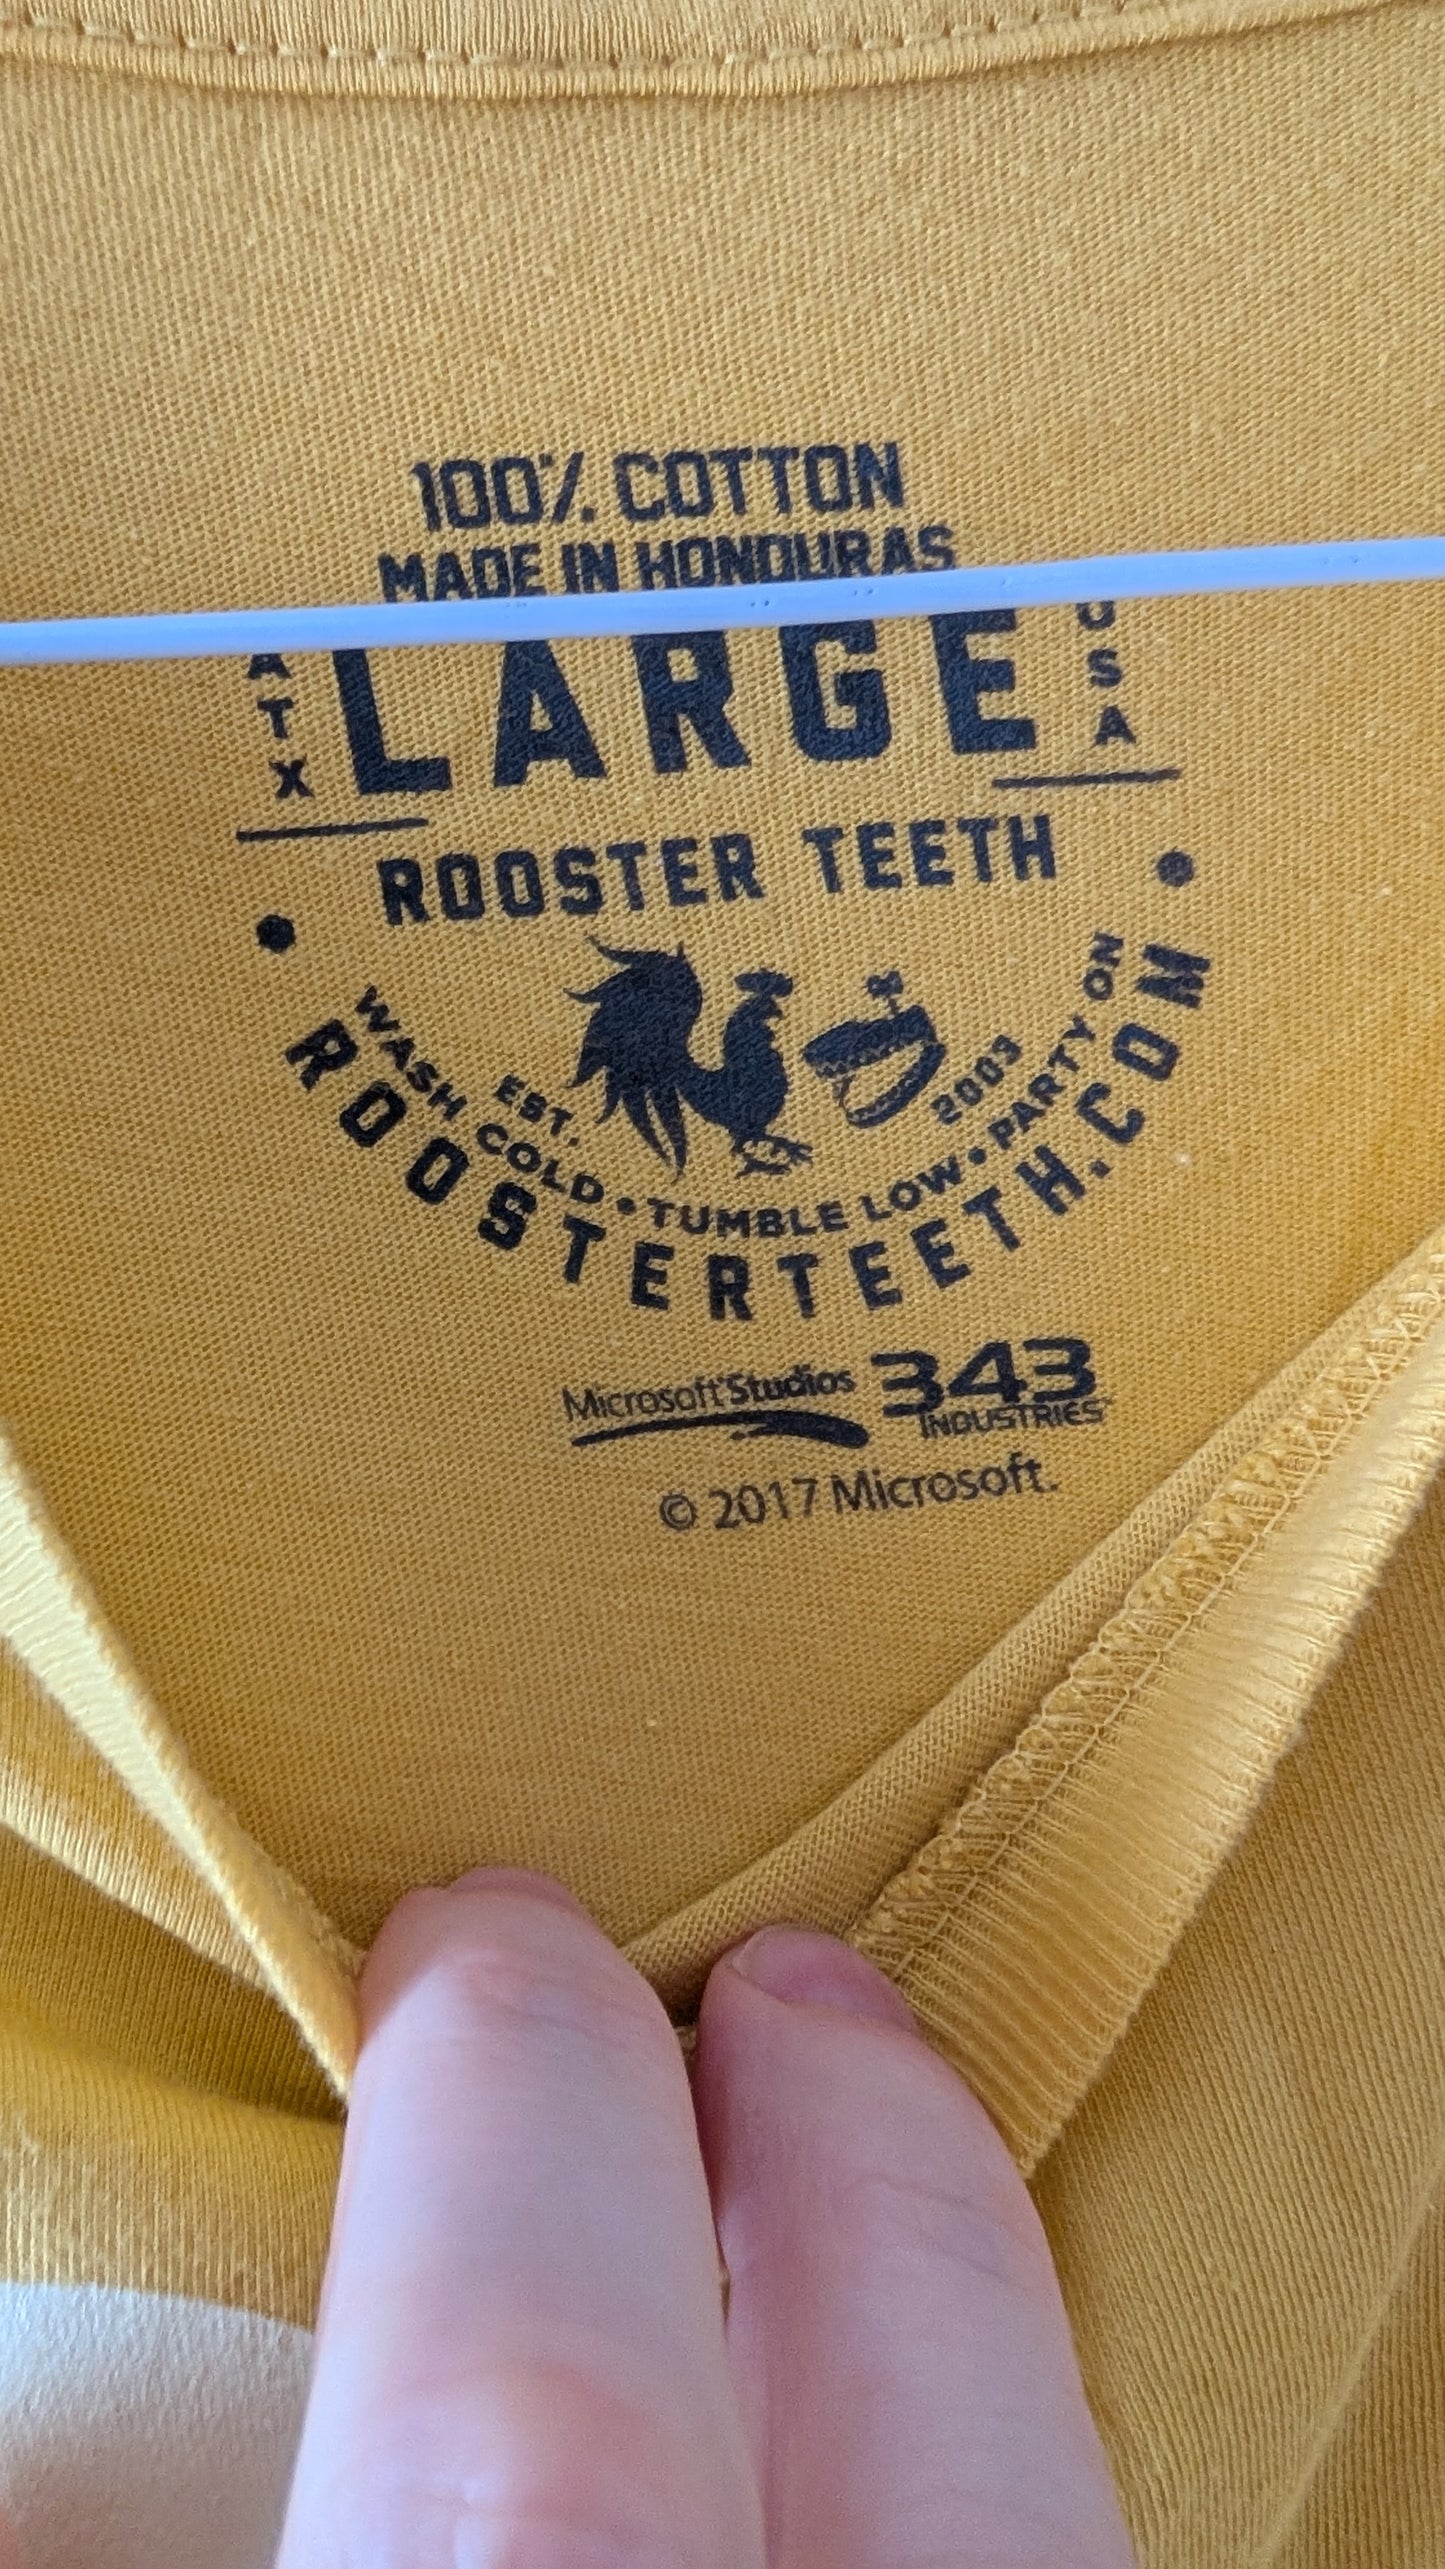 100% COTTON
MADE IN HONDURAS
ATX
LARGE
USA
ROOSTER TEETH
EST. 2003
WASH COLD • TUMBLE LOW • PARTY ON
ROOSTERTEETH.COM
Microsoft Studios
343
INDUSTRIES
© 2017 Microsoft.